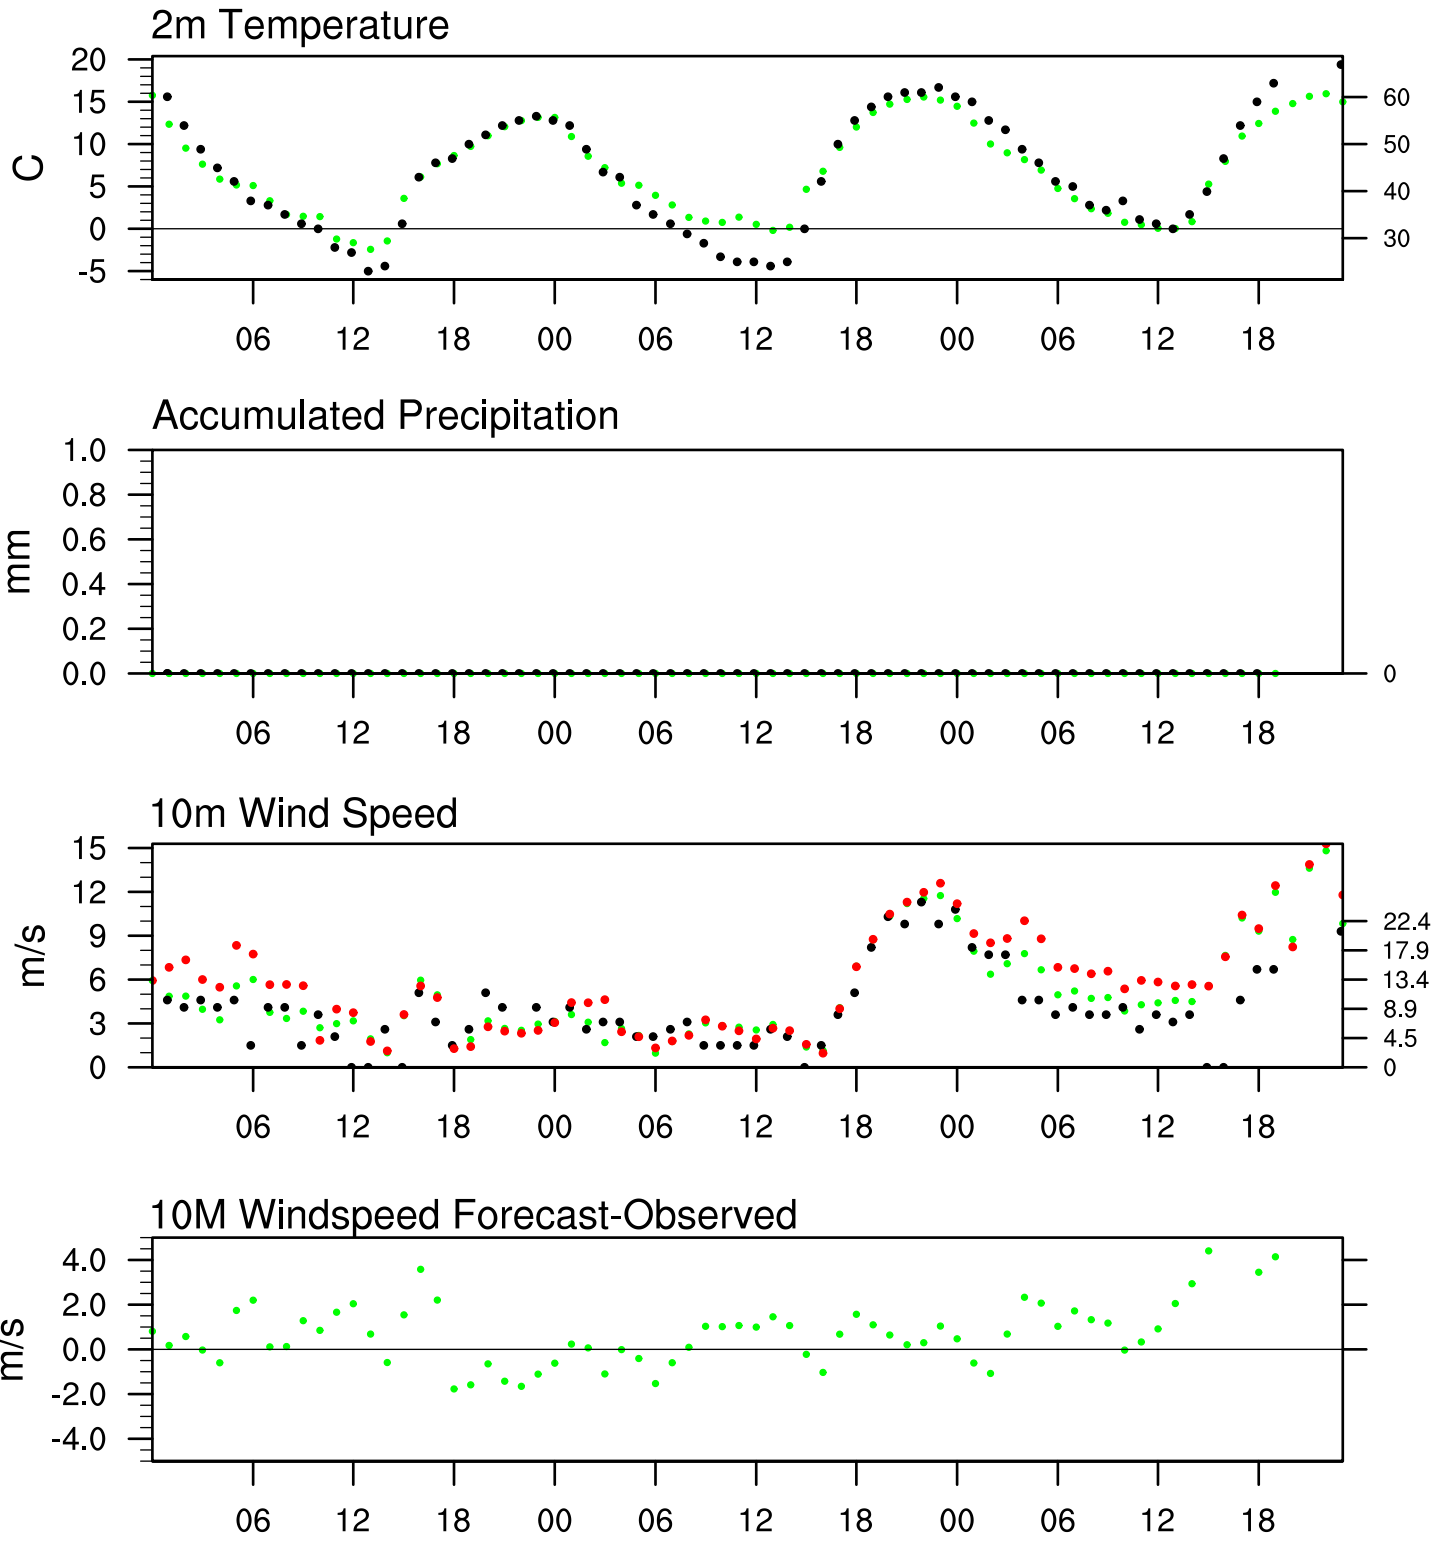 2m Temperature
20
15
10
5
0
-5
C
60
50
40
30
06 12 18 00 06 12 18 00 06 12 18
Accumulated Precipitation
1.0
0.8
0.6
0.4
0.2
0.0
mm
0
06 12 18 00 06 12 18 00 06 12 18
10m Wind Speed
15
12
9
6
3
0
m/s
22.4
17.9
13.4
8.9
4.5
0
06 12 18 00 06 12 18 00 06 12 18
10M Windspeed Forecast-Observed
4.0
2.0
0.0
-2.0
-4.0
m/s
06 12 18 00 06 12 18 00 06 12 18